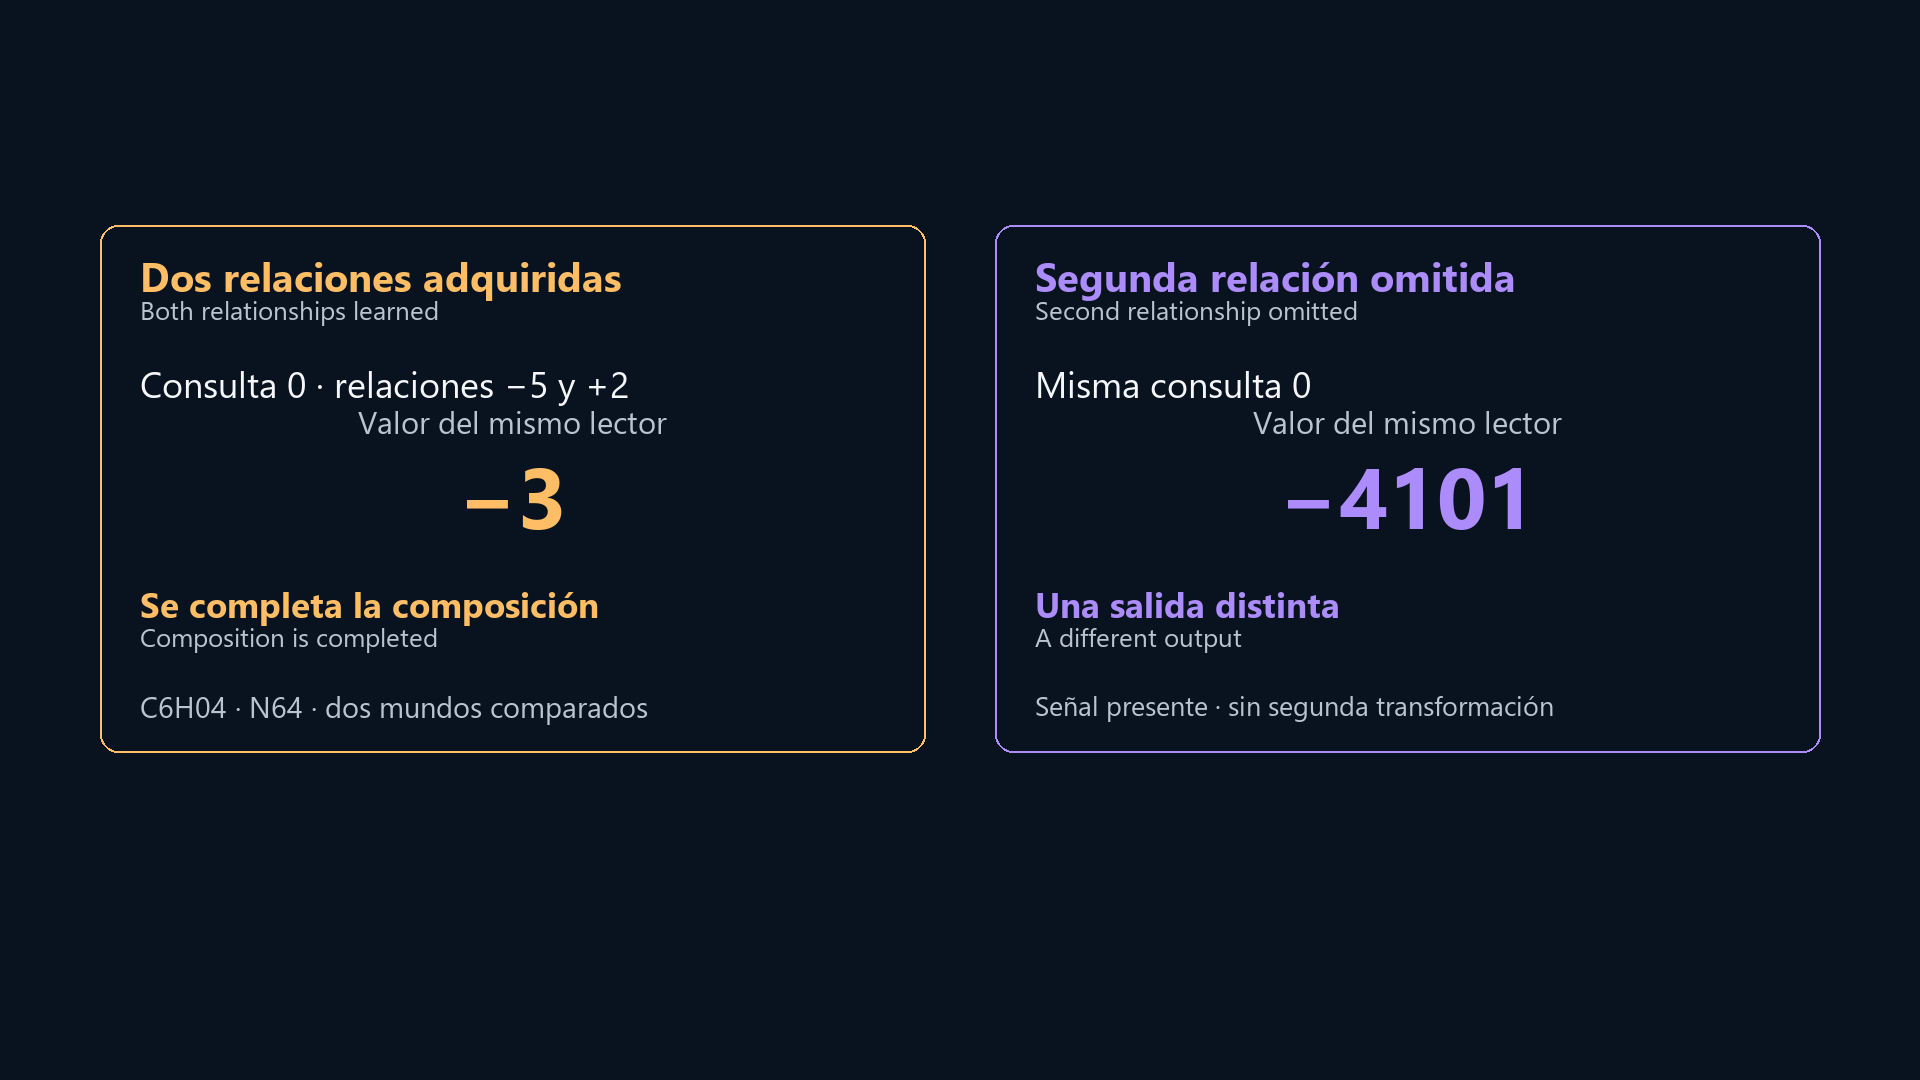 Dos relaciones adquiridas
Both relationships learned
Consulta 0 · relaciones −5 y +2
Valor del mismo lector
−3
Se completa la composición
Composition is completed
C6H04 · N64 · dos mundos comparados
Segunda relación omitida
Second relationship omitted
Misma consulta 0
Valor del mismo lector
−4101
Una salida distinta
A different output
Señal presente · sin segunda transformación